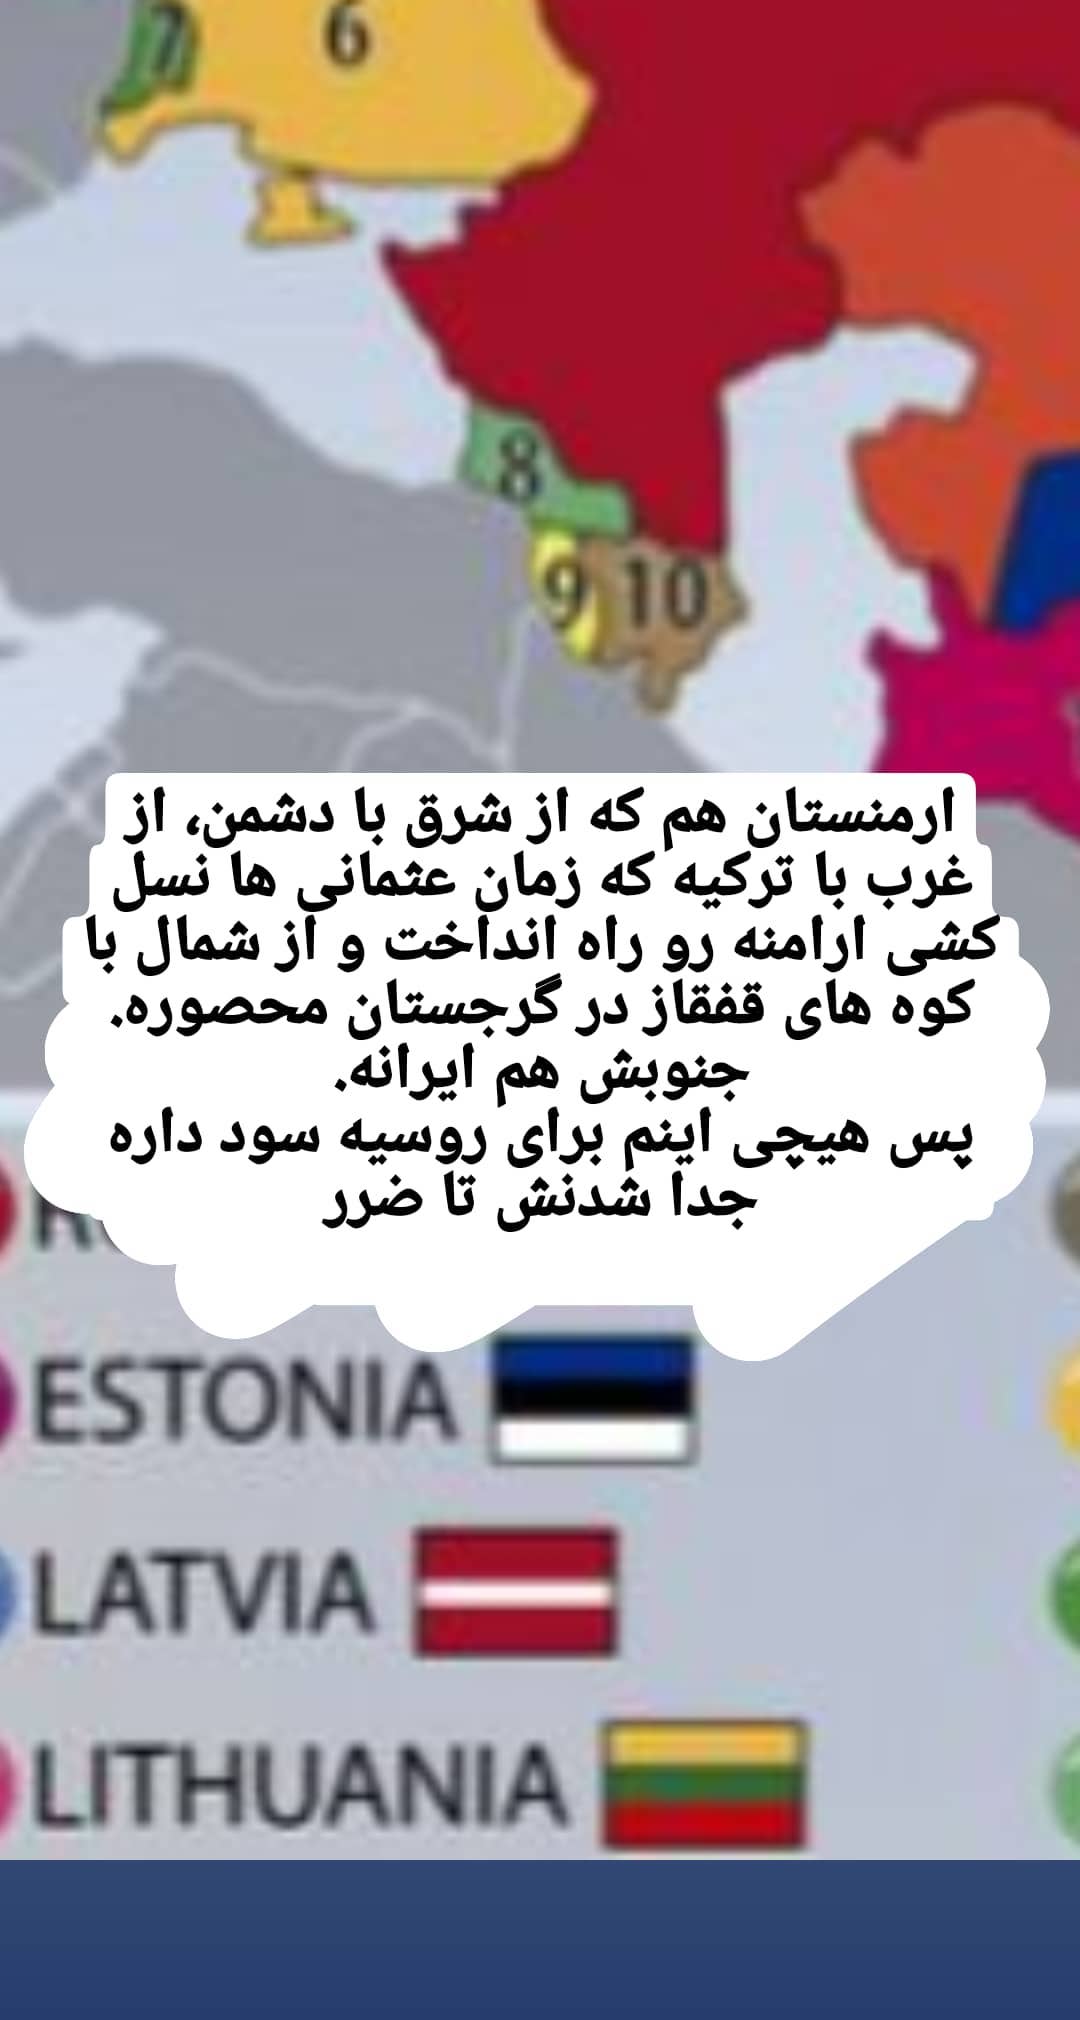 7
6
8
9
10
ارمنستان هم که از شرق با دشمن، از
غرب با ترکیه که زمان عثمانی ها نسل
کشی ارامنه رو راه انداخت و از شمال با
کوه های قفقاز در گرجستان محصوره.
جنوبش هم ایرانه.
پس هیچی اینم برای روسیه سود داره
جدا شدنش تا ضرر
ESTONIA
LATVIA
LITHUANIA